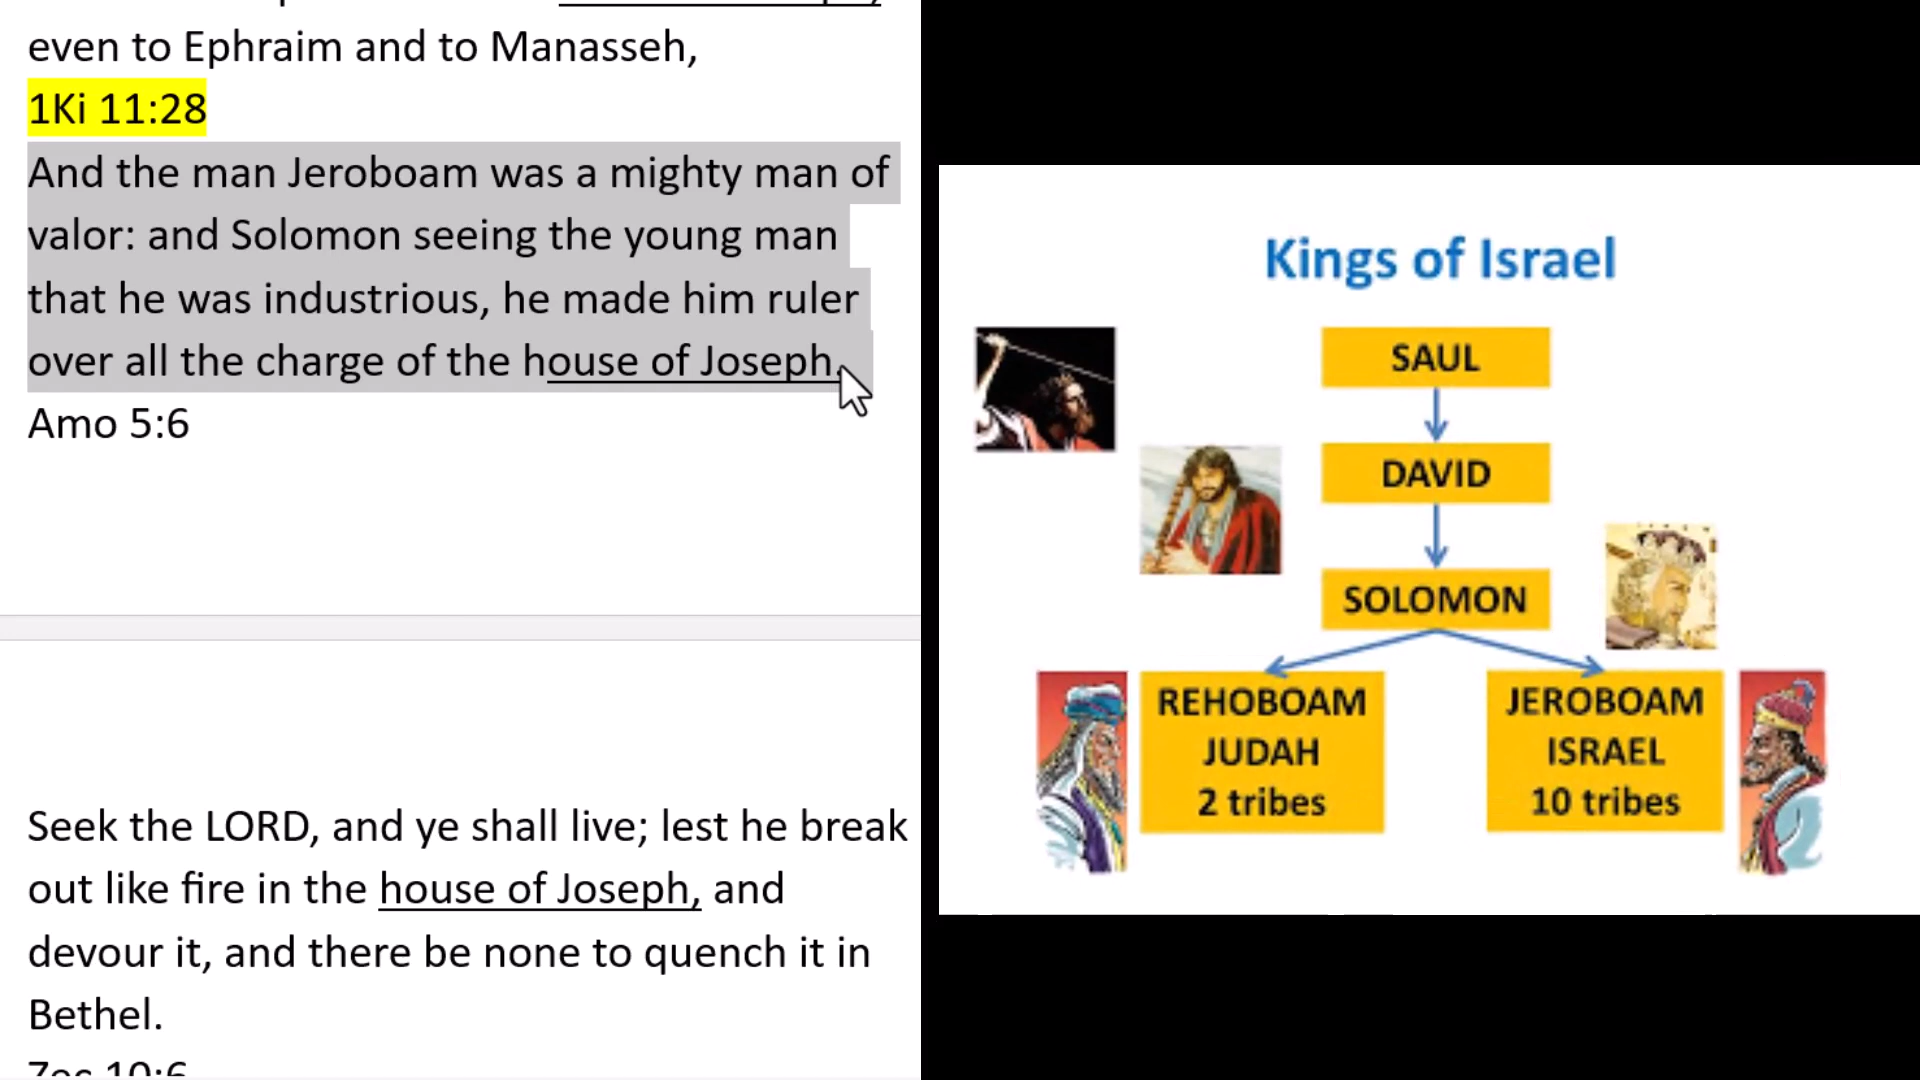 even to Ephraim and to Manasseh,
1Ki 11:28
And the man Jeroboam was a mighty man of
valor: and Solomon seeing the young man
that he was industrious, he made him ruler
over all the charge of the house of Joseph.
Amo 5:6
Seek the LORD, and ye shall live; lest he break
out like fire in the house of Joseph, and
devour it, and there be none to quench it in
Bethel.
Zec 10:6
Kings of Israel
SAUL
DAVID
SOLOMON
REHOBOAM
JUDAH
2 tribes
JEROBOAM
ISRAEL
10 tribes